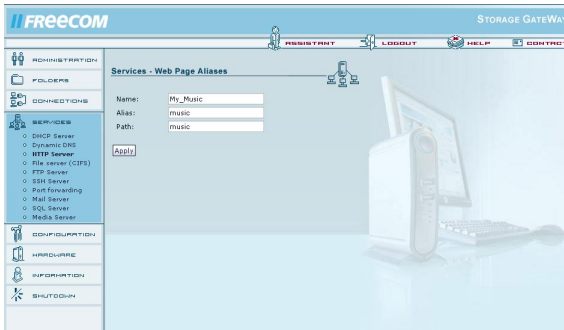 FREECOM
STORAGE GATEWA
ASSISTANT LOGOUT HELP CONTAC
ADMINISTRATION
FOLDERS
CONNECTIONS
SERVICES
DHCP Server
Dynamic DNS
HTTP Server
File server (CIFS)
FTP Server
SSH Server
Port forwarding
Mail Server
SQL Server
Media Server
CONFIGURATION
HARDWARE
INFORMATION
SHUTDOWN
Services - Web Page Aliases
Name: My_Music
Alias: music
Path: music
Apply